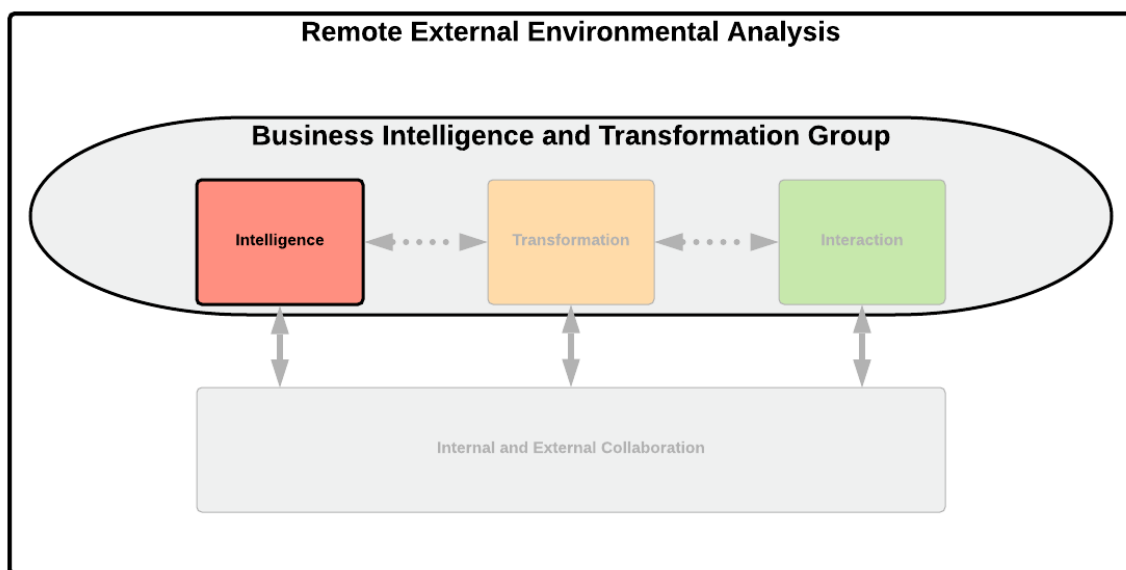 Remote External Environmental Analysis
Business Intelligence and Transformation Group
Intelligence
Transformation
Interaction
Internal and External Collaboration